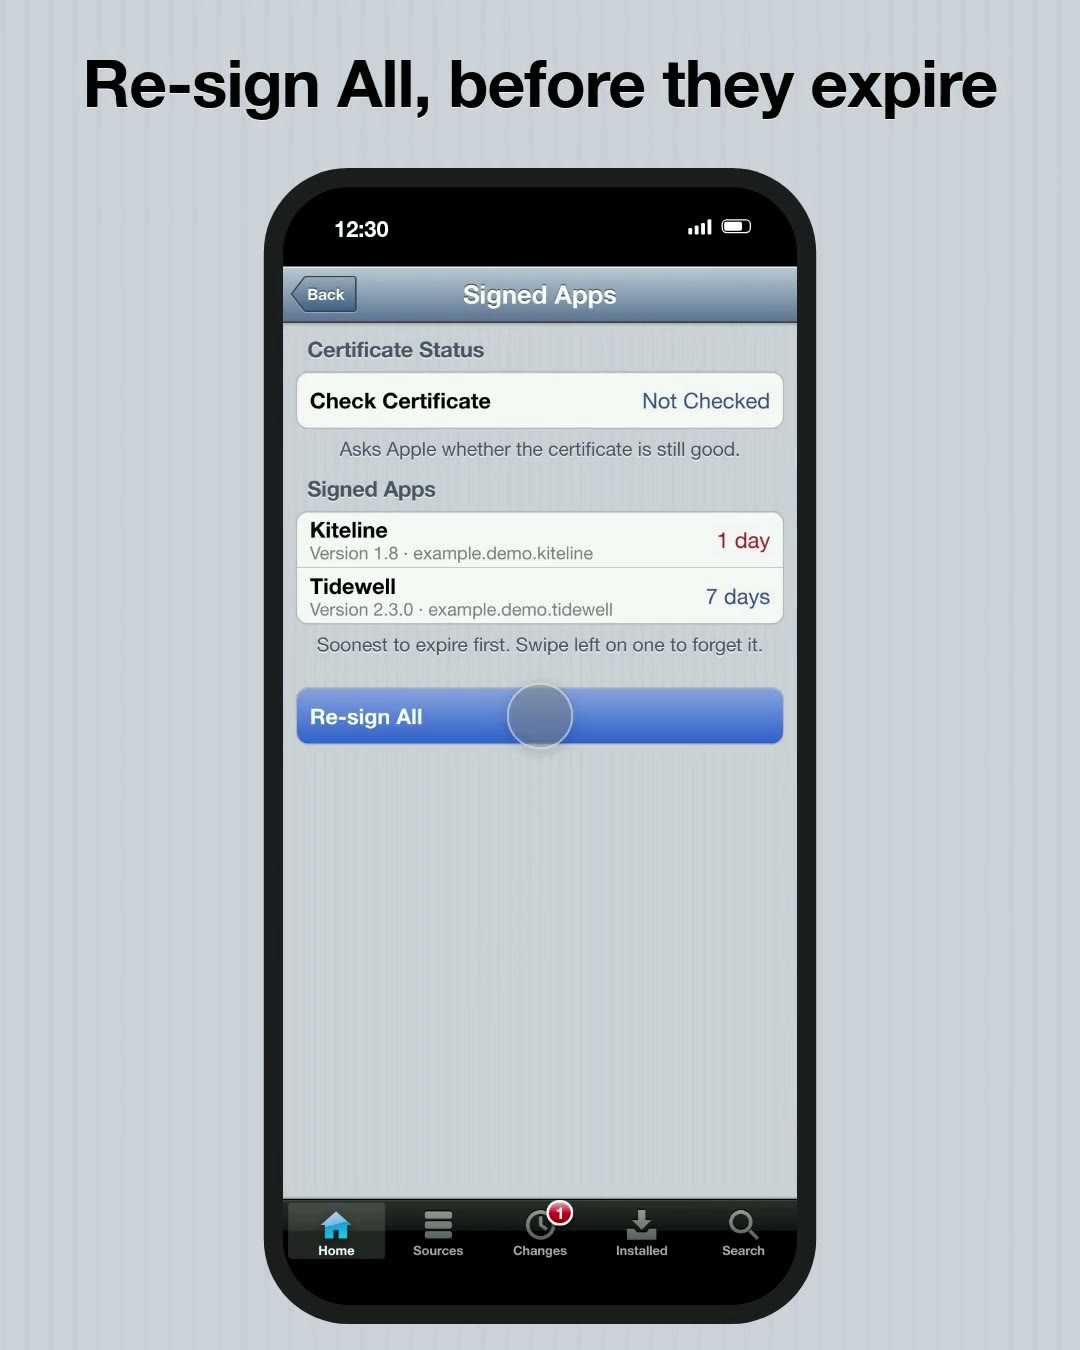 Re-sign All, before they expire
12:30
Back
Signed Apps
Certificate Status
Check Certificate Not Checked
Asks Apple whether the certificate is still good.
Signed Apps
Kiteline
Version 1.8 · example.demo.kiteline
1 day
Tidewell
Version 2.3.0 · example.demo.tidewell
7 days
Soonest to expire first. Swipe left on one to forget it.
Re-sign All
1
Home Sources Changes Installed Search